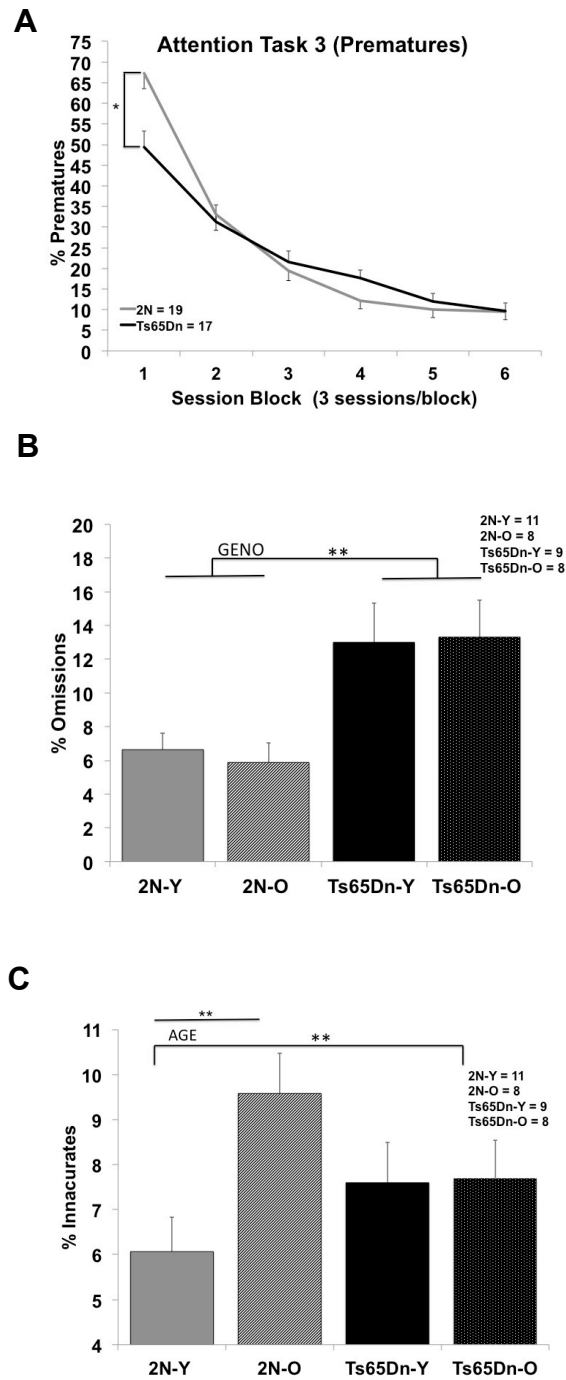 A
Attention Task 3 (Prematures)
75
70
65
60
55
50
45
40
35
30
25
20
15
10
5
0
% Prematures
*
2N = 19
Ts65Dn = 17
1 2 3 4 5 6
Session Block (3 sessions/block)
B
2N-Y = 11
2N-O = 8
Ts65Dn-Y = 9
Ts65Dn-O = 8
GENO **
20
18
16
14
12
10
8
6
4
2
0
% Omissions
2N-Y 2N-O Ts65Dn-Y Ts65Dn-O
C
**
AGE **
2N-Y = 11
2N-O = 8
Ts65Dn-Y = 9
Ts65Dn-O = 8
11
10
9
8
7
6
5
4
% Innacurates
2N-Y 2N-O Ts65Dn-Y Ts65Dn-O